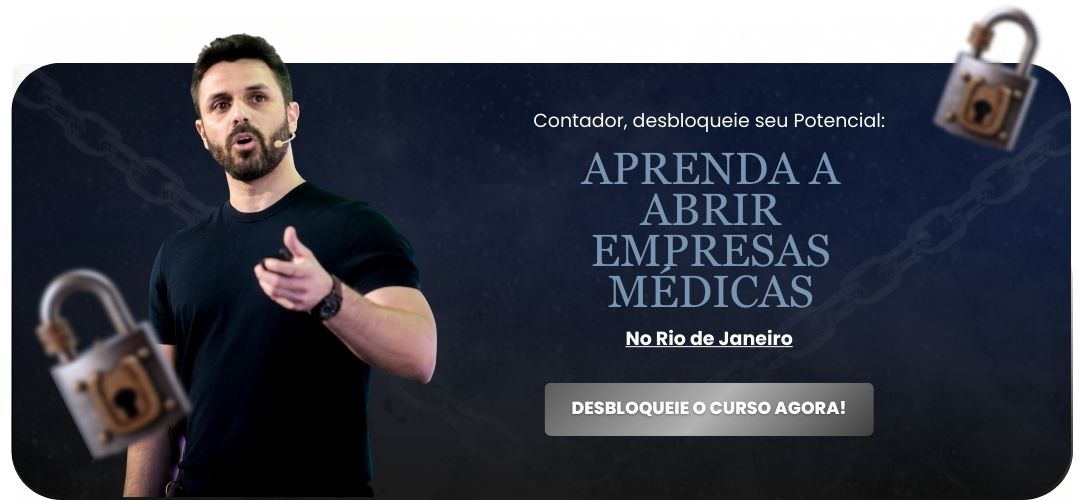 Contador, desbloqueie seu Potencial:
APRENDA A
ABRIR
EMPRESAS
MÉDICAS
No Rio de Janeiro
DESBLOQUEIE O CURSO AGORA!